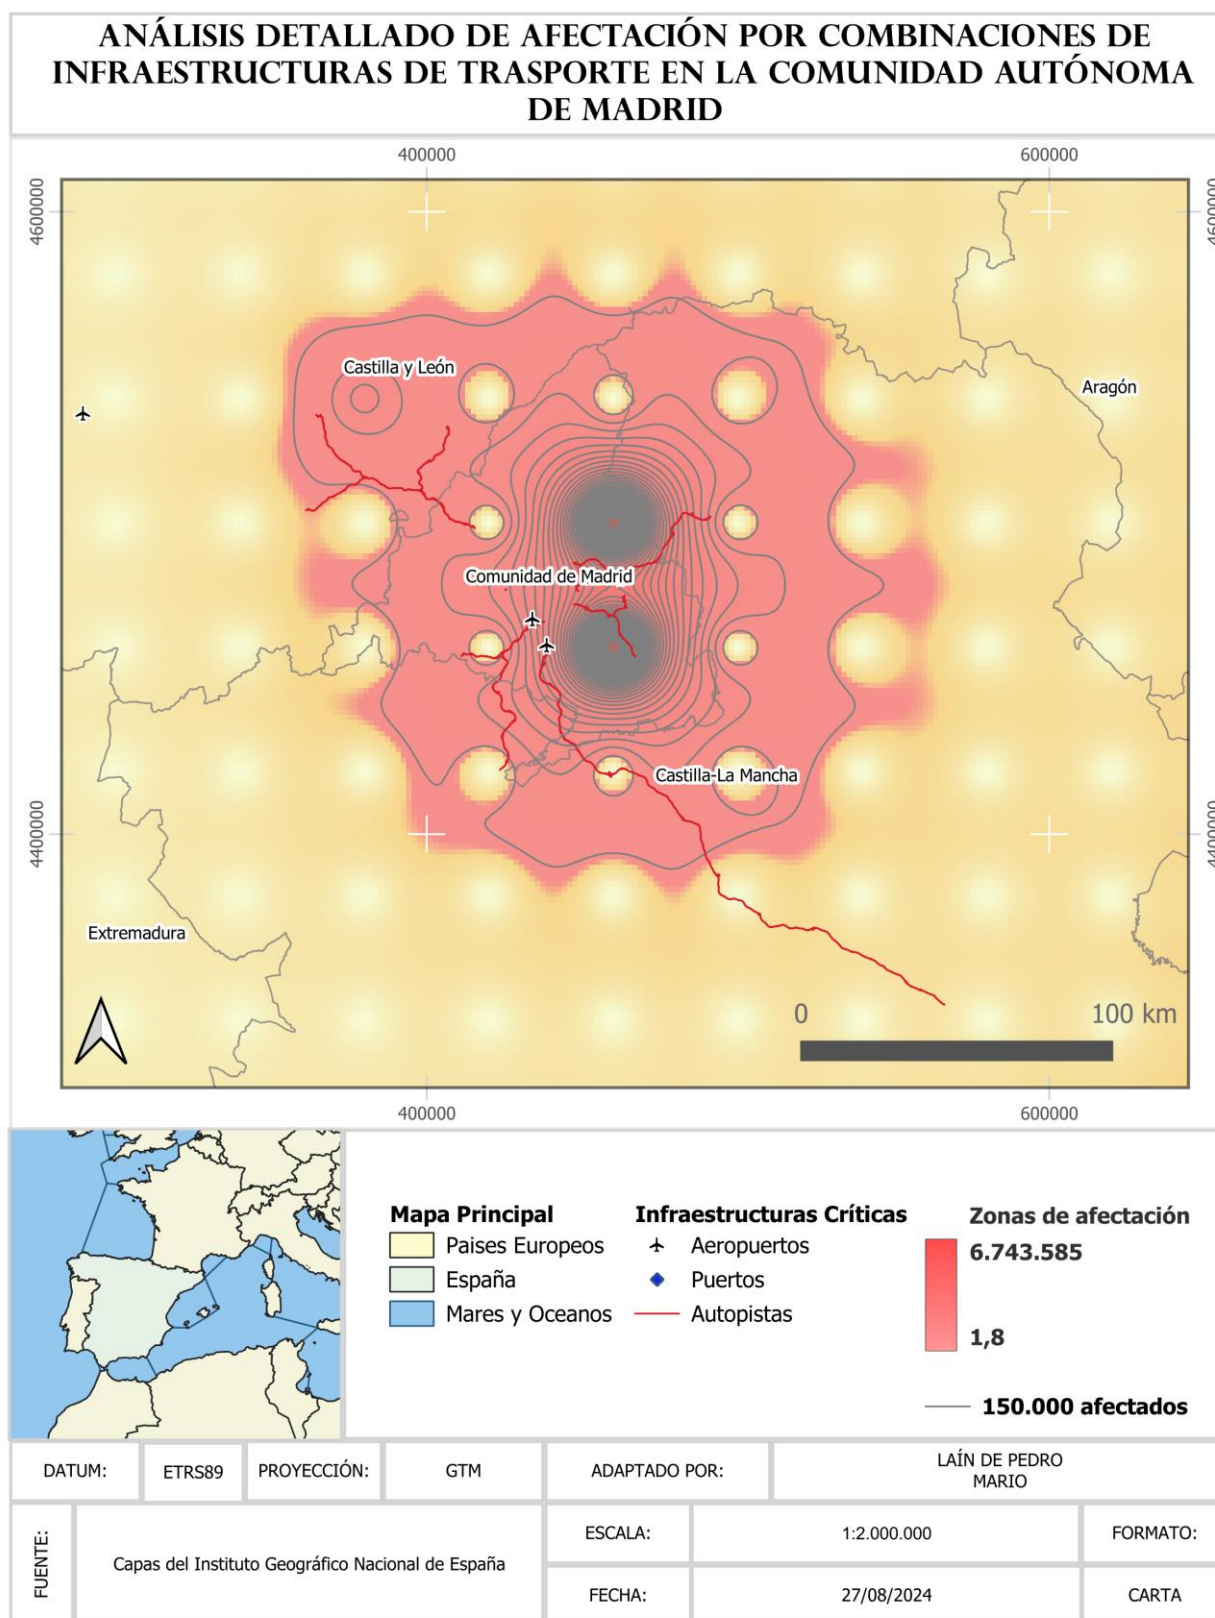 ANÁLISIS DETALLADO DE AFECTACIÓN POR COMBINACIONES DE
INFRAESTRUCTURAS DE TRASPORTE EN LA COMUNIDAD AUTÓNOMA
DE MADRID
400000
600000
4600000
4600000
Castilla y León
Aragón
Comunidad de Madrid
Castilla-La Mancha
4400000
4400000
Extremadura
0
100 km
400000
600000
Mapa Principal
Paises Europeos
España
Mares y Oceanos
Infraestructuras Críticas
Aeropuertos
Puertos
Autopistas
Zonas de afectación
6.743.585
1,8
150.000 afectados
DATUM:
ETRS89
PROYECCIÓN:
GTM
ADAPTADO POR:
LAÍN DE PEDRO
MARIO
FUENTE:
Capas del Instituto Geográfico Nacional de España
ESCALA:
1:2.000.000
FORMATO:
FECHA:
27/08/2024
CARTA